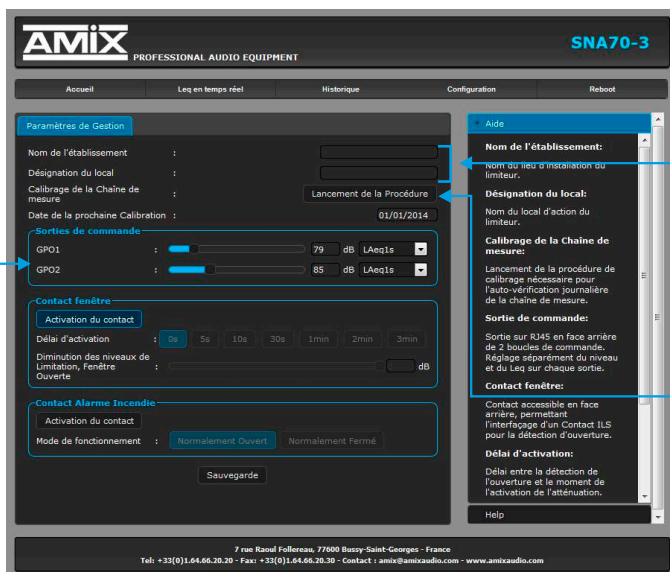 AMIX PROFESSIONAL AUDIO EQUIPMENT
SNA70-3
Accueil Leq en temps réel Historique Configuration Reboot
Paramètres de Gestion
Nom de l'établissement :
Désignation du local :
Calibrage de la Chaîne de mesure : Lancement de la Procédure
Date de la prochaine Calibration : 01/01/2014
Sorties de commande
GPO1 : 79 dB LAeq1s
GPO2 : 85 dB LAeq1s
Contact fenêtre
Activation du contact
Délai d'activation : 0s 5s 10s 30s 1min 2min 3min
Diminution des niveaux de
Limitation, Fenêtre : dB
Ouverte
Contact Alarme Incendie
Activation du contact
Mode de fonctionnement : Normalement Ouvert Normalement Fermé
Sauvegarde
Aide
Nom de l'établissement:
Nom du lieu d'installation du
limiteur.
Désignation du local:
Nom du local d'action du
limiteur.
Calibrage de la Chaîne de
mesure:
Lancement de la procédure de
calibrage nécessaire pour
l'auto-vérification journalière
de la chaîne de mesure.
Sortie de commande:
Sortie sur RJ45 en face arrière
de 2 boucles de commande.
Réglage séparément du niveau
et du Leq sur chaque sortie.
Contact fenêtre:
Contact accessible en face
arrière, permettant
l'interfaçage d'un Contact ILS
pour la détection d'ouverture.
Délai d'activation:
Délai entre la détection de
l'ouverture et le moment de
l'activation de l'atténuation.
Help
7 rue Raoul Follereau, 77600 Bussy-Saint-Georges - France
Tel: +33(0)1.64.66.20.20 - Fax: +33(0)1.64.66.20.30 - Contact : amix@amixaudio.com - www.amixaudio.com